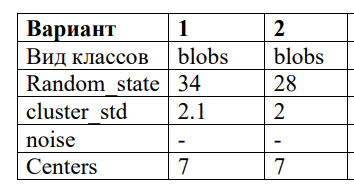 Вариант 1 2
Вид классов blobs blobs
Random_state 34 28
cluster_std 2.1 2
noise - -
Centers 7 7